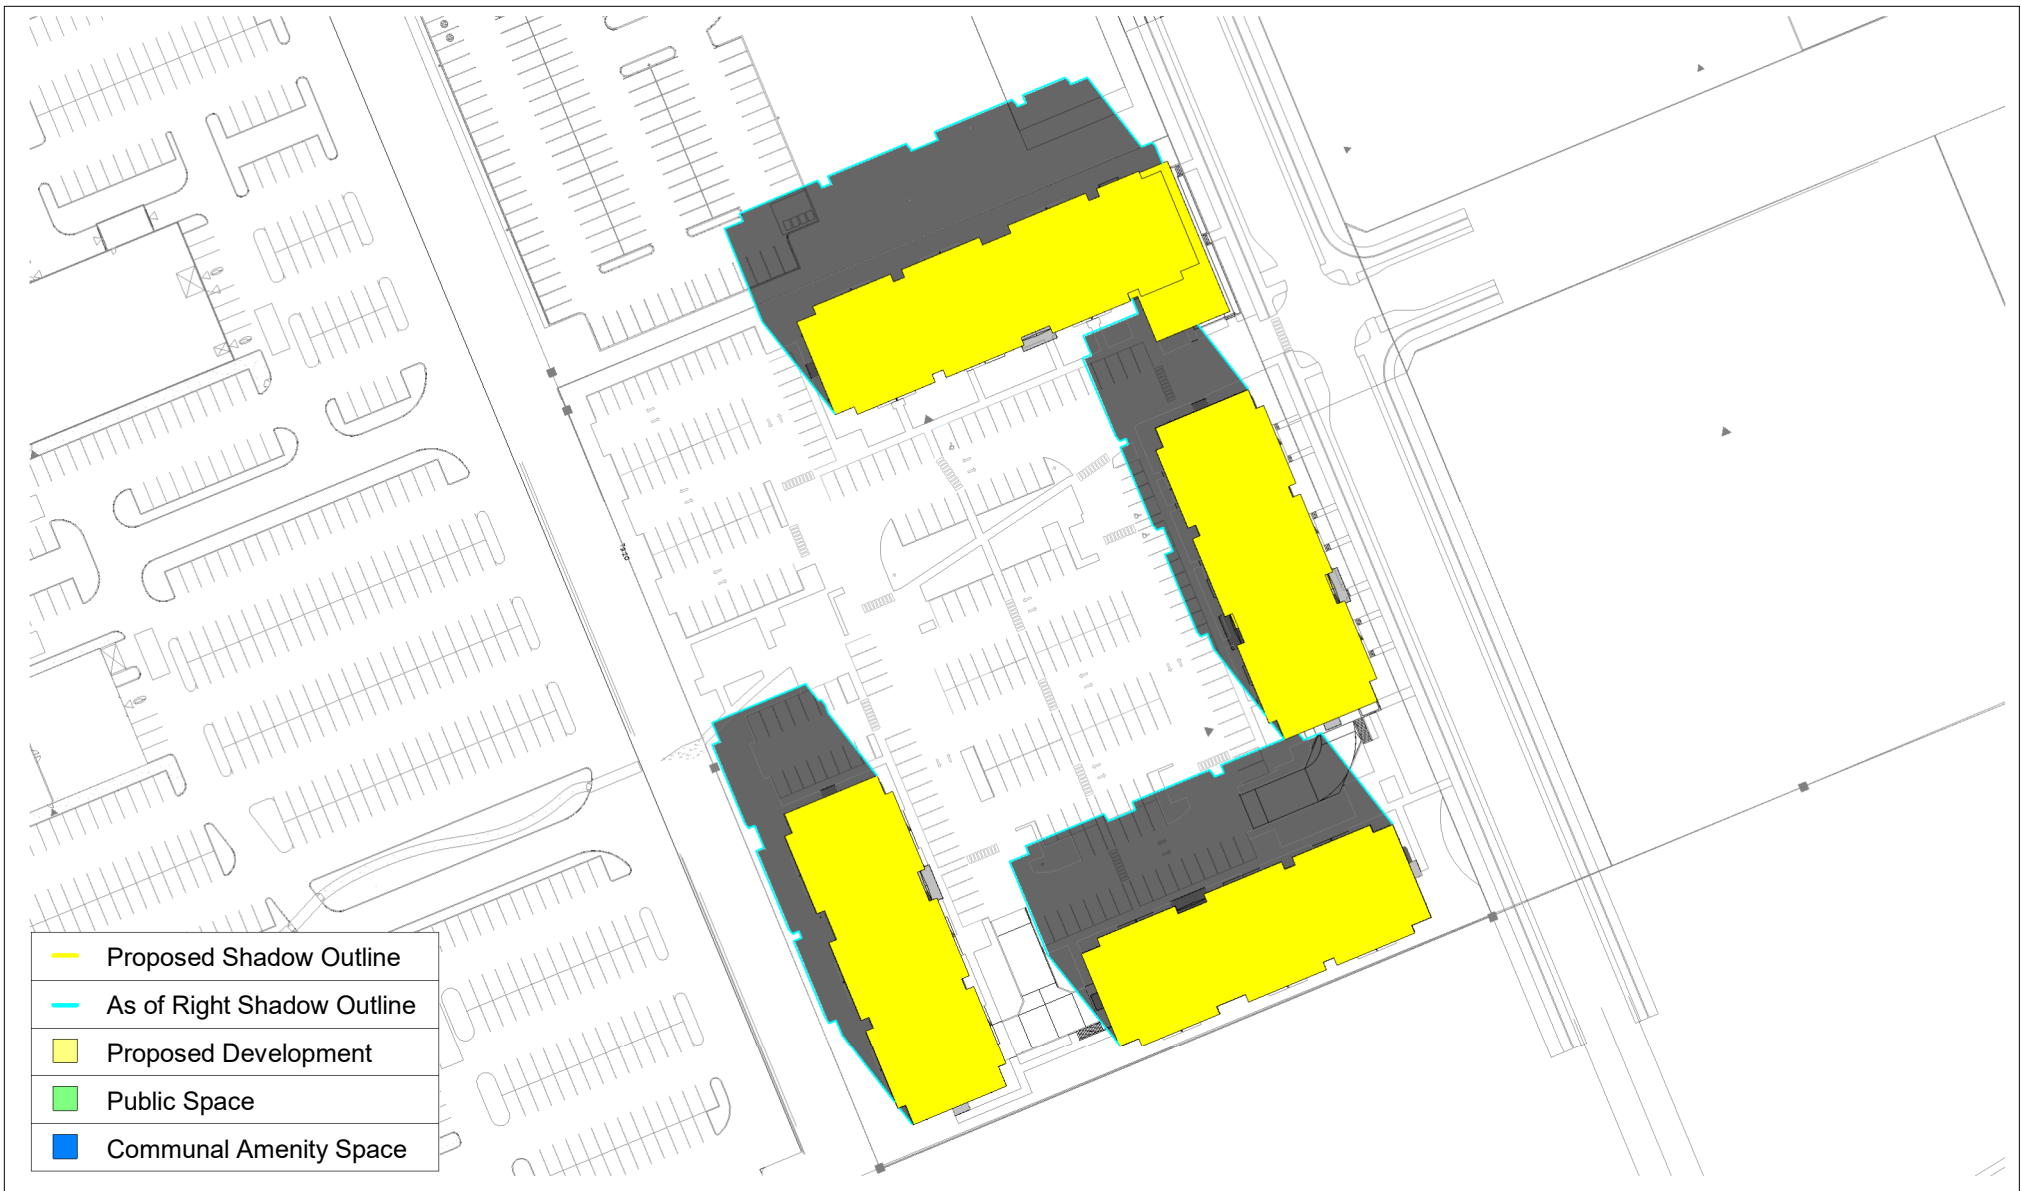 Proposed Shadow Outline
As of Right Shadow Outline
Proposed Development
Public Space
Communal Amenity Space